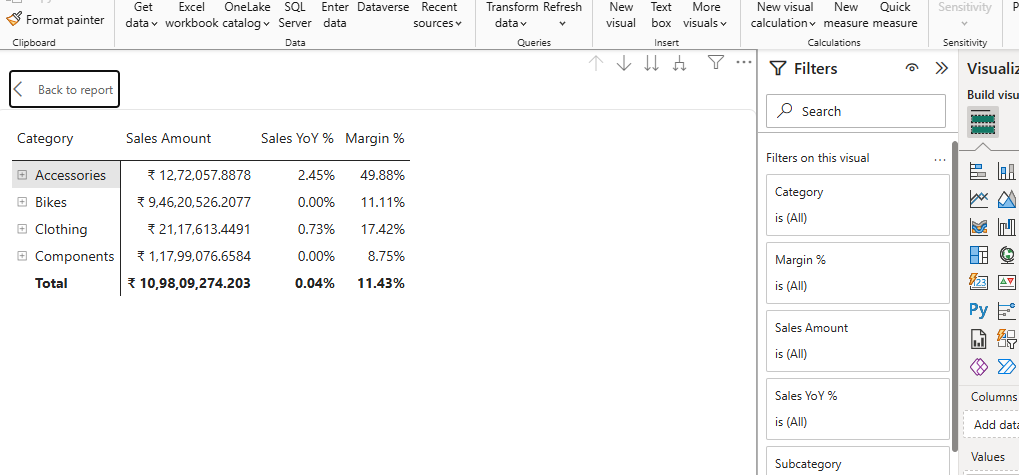 Format painter
Clipboard
Get data
Excel workbook
OneLake catalog
SQL Server
Enter data
Dataverse
Recent sources
Data
Transform data
Refresh
Queries
New visual
Text box
More visuals
Insert
New visual calculation
New measure
Quick measure
Calculations
Sensitivity
Sensitivity
Back to report
Category Sales Amount Sales YoY % Margin %
Accessories ₹ 12,72,057.8878 2.45% 49.88%
Bikes ₹ 9,46,20,526.2077 0.00% 11.11%
Clothing ₹ 21,17,613.4491 0.73% 17.42%
Components ₹ 1,17,99,076.6584 0.00% 8.75%
Total ₹ 10,98,09,274.203 0.04% 11.43%
Filters
Search
Filters on this visual
Category
is (All)
Margin %
is (All)
Sales Amount
is (All)
Sales YoY %
is (All)
Subcategory
Visualiz
Build visu
123
Py
Columns
Add data
Values